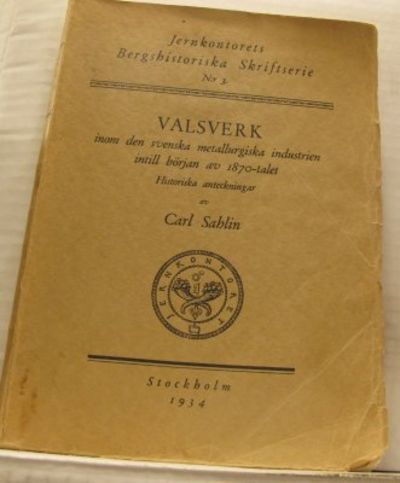 Jernkontorets
Bergshistoriska Skriftserie
Nr 3.
VALSVERK
inom den svenska metallurgiska industrien
intill början av 1870-talet
Historiska anteckningar
av
Carl Sahlin
JERNKONTORET
Stockholm
1934